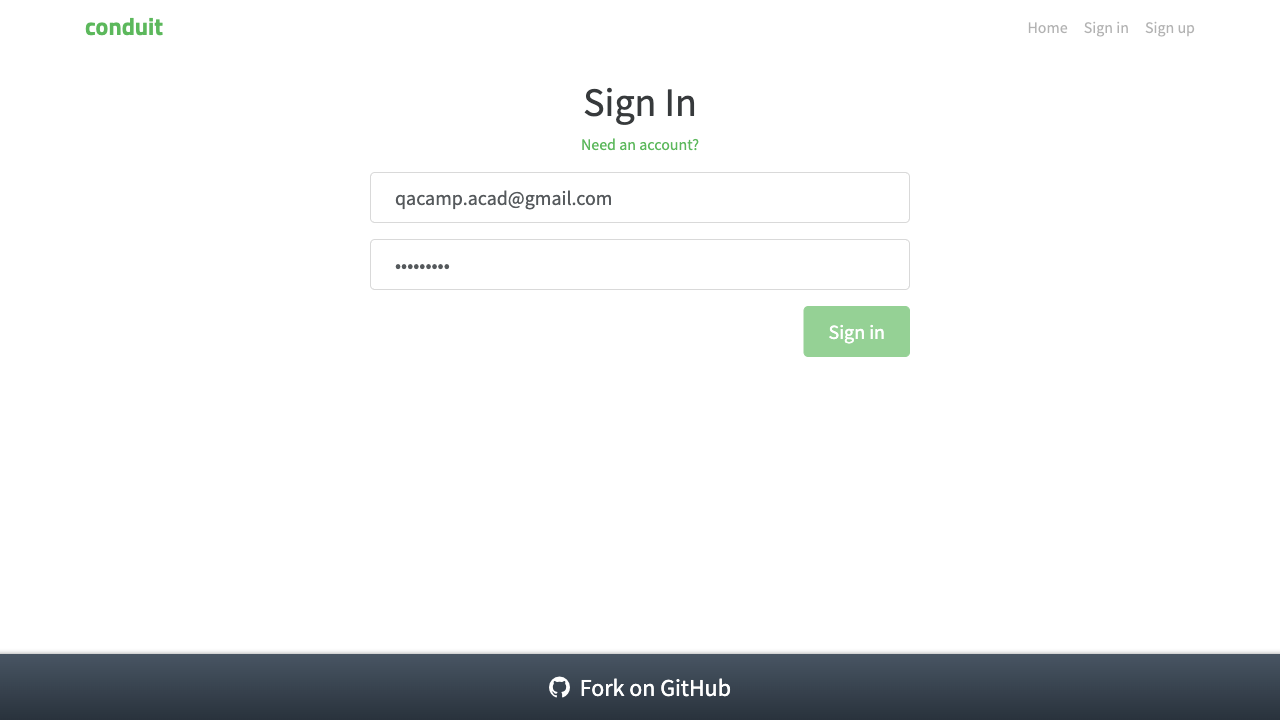 conduit
Home Sign in Sign up
Sign In
Need an account?
qacamp.acad@gmail.com
•••••••••
Sign in
Fork on GitHub